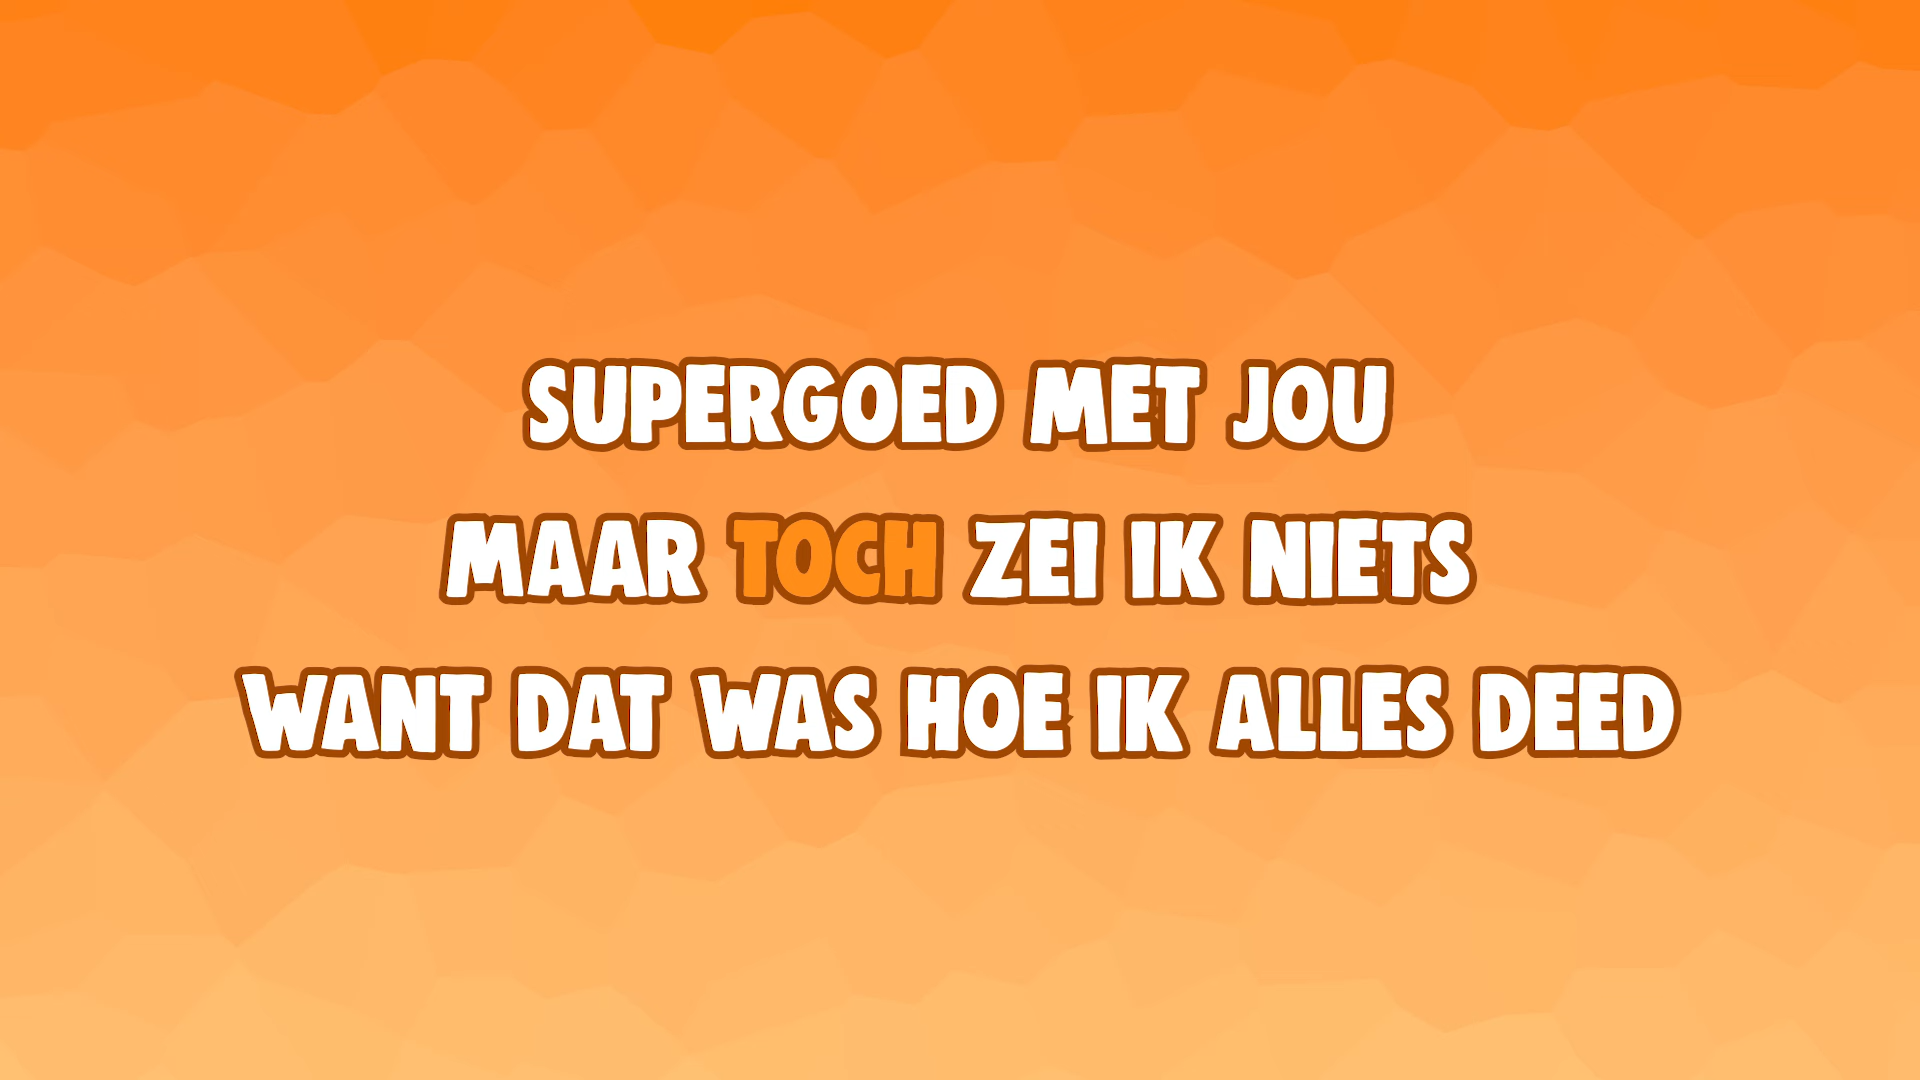 SUPERGOED MET JOU
MAAR TOCH ZEI IK NIETS
WANT DAT WAS HOE IK ALLES DEED